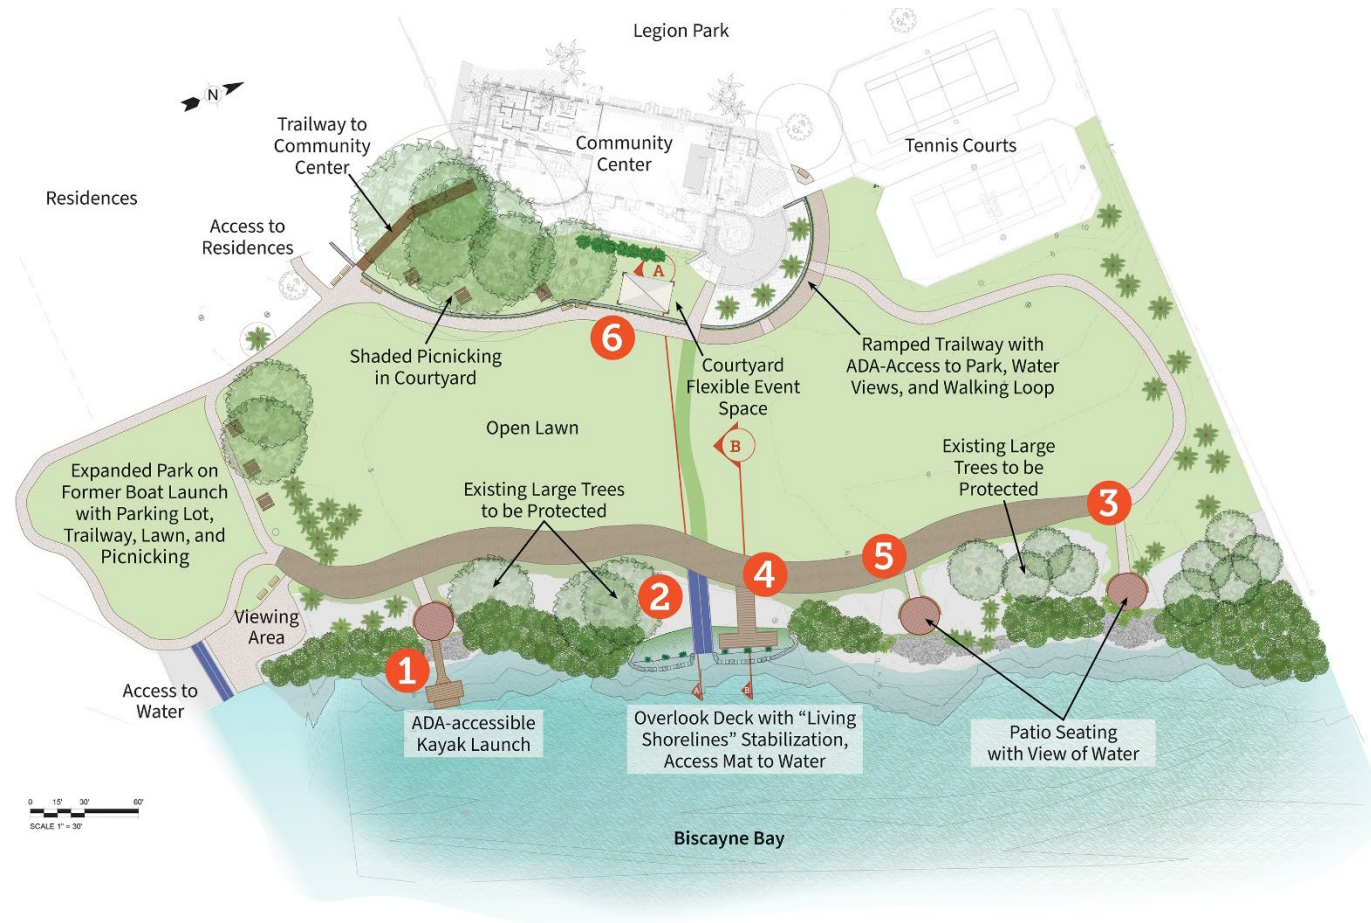 Legion Park
N
Trailway to
Community
Center
Community
Center
Tennis Courts
Residences
Access to
Residences
A
6
Shaded Picnicking
in Courtyard
Courtyard
Flexible Event
Space
Ramped Trailway with
ADA-Access to Park, Water
Views, and Walking Loop
Open Lawn
B
Expanded Park on
Former Boat Launch
with Parking Lot,
Trailway, Lawn, and
Picnicking
Existing Large Trees
to be Protected
Existing Large
Trees to be
Protected
3
5
4
2
Viewing
Area
1
Access to
Water
A
B
ADA-accessible
Kayak Launch
Overlook Deck with “Living
Shorelines” Stabilization,
Access Mat to Water
Patio Seating
with View of Water
0 15' 30' 60'
SCALE 1" = 30'
Biscayne Bay